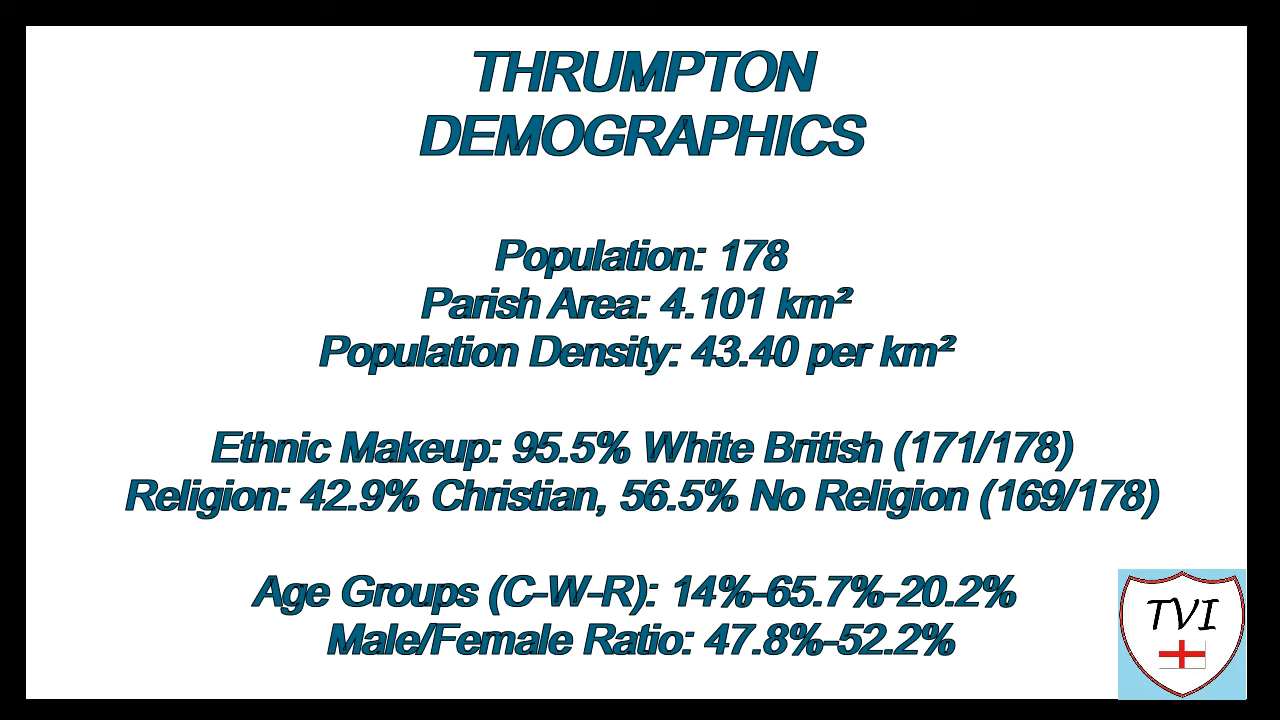 THRUMPTON
DEMOGRAPHICS
Population: 178
Parish Area: 4.101 km²
Population Density: 43.40 per km²
Ethnic Makeup: 95.5% White British (171/178)
Religion: 42.9% Christian, 56.5% No Religion (169/178)
Age Groups (C-W-R): 14%-65.7%-20.2%
Male/Female Ratio: 47.8%-52.2%
TVI